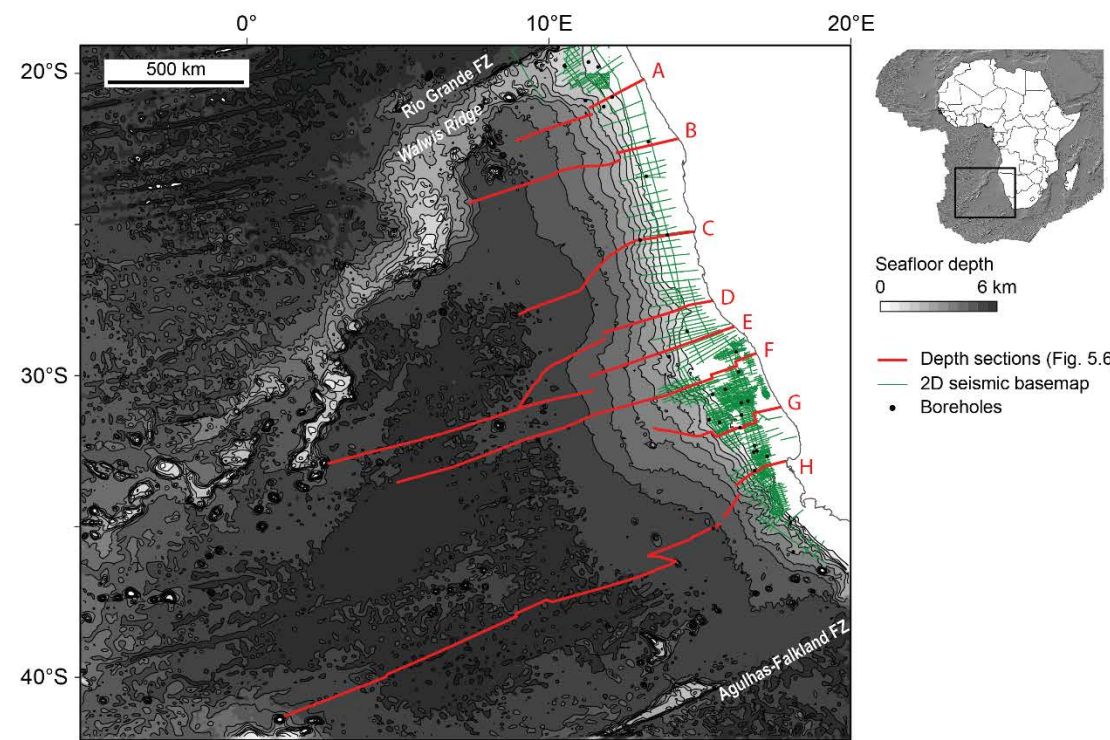 0°
10°E
20°E
20°S
30°S
40°S
500 km
Rio Grande FZ
Walvis Ridge
A
B
C
D
E
F
G
H
Agulhas-Falkland FZ
Seafloor depth
0 6 km
Depth sections (Fig. 5.6
2D seismic basemap
Boreholes